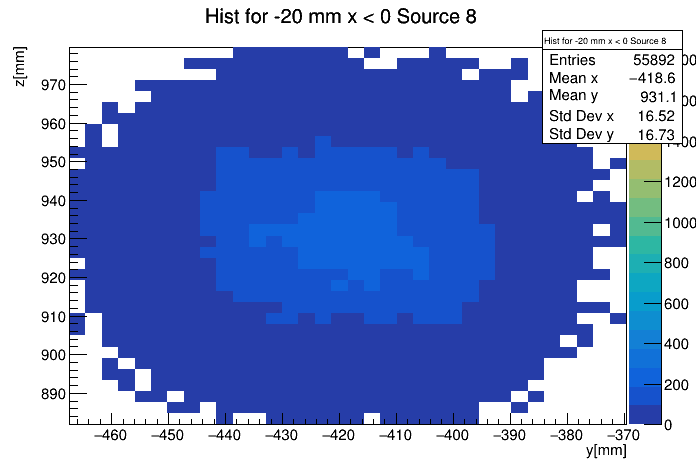 Hist for -20 mm x < 0 Source 8
z[mm]
Hist for -20 mm x < 0 Source 8
Entries 55892
Mean x −418.6
Mean y 931.1
Std Dev x 16.52
Std Dev y 16.73
970
960
950
940
930
920
910
900
890
1200
1000
800
600
400
200
0
−460 −450 −440 −430 −420 −410 −400 −390 −380 −370
y[mm]